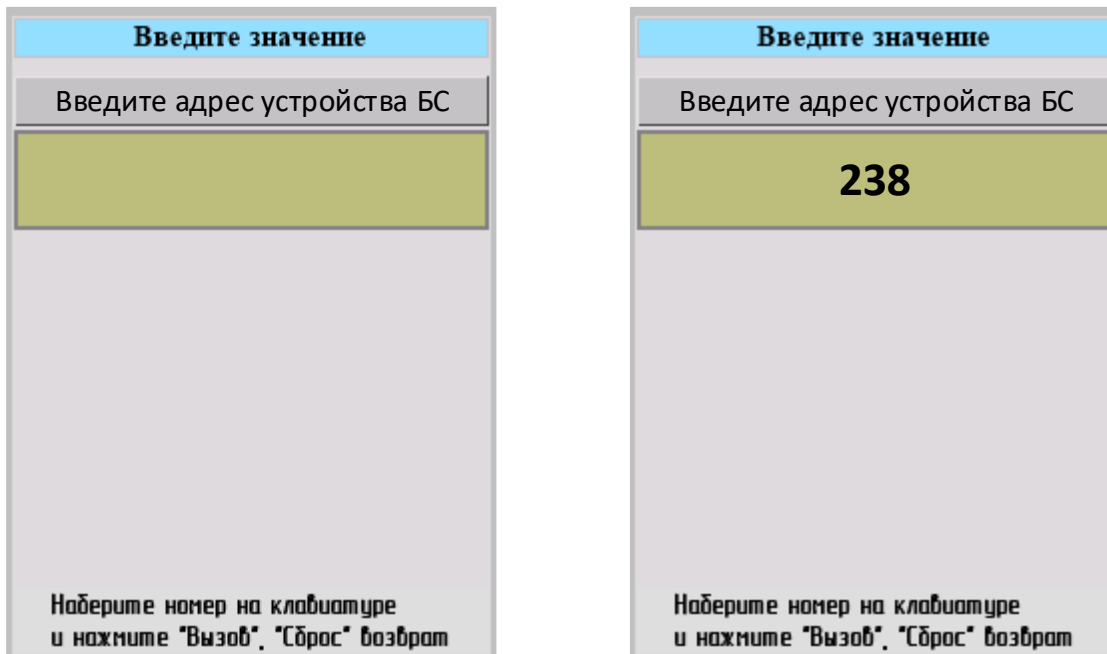 Введите значение
Введите адрес устройства БС
Наберите номер на клавиатуре
и нажмите "Вызов", "Сброс" возврат
Введите значение
Введите адрес устройства БС
238
Наберите номер на клавиатуре
и нажмите "Вызов", "Сброс" возврат